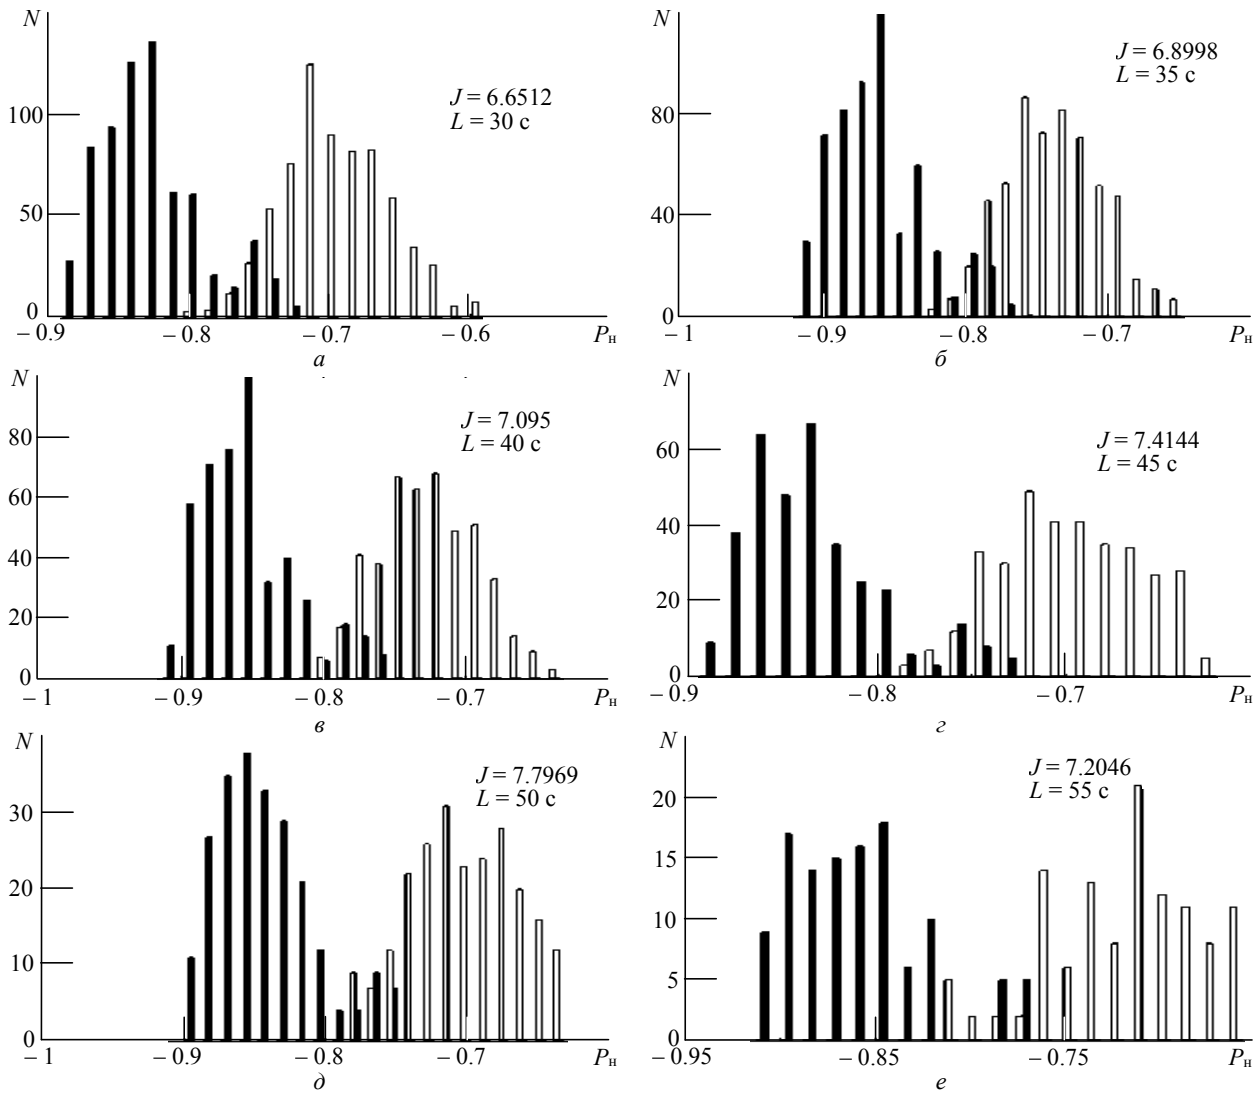 N
100
50
0
J = 6.6512
L = 30 с
– 0.9
– 0.8
– 0.7
– 0.6
Pн
а
N
80
40
0
J = 6.8998
L = 35 с
– 1
– 0.9
– 0.8
– 0.7
Pн
б
N
80
60
40
20
0
J = 7.095
L = 40 с
– 1
– 0.9
– 0.8
– 0.7
Pн
в
N
60
40
20
0
J = 7.4144
L = 45 с
– 0.9
– 0.8
– 0.7
Pн
г
N
30
20
10
0
J = 7.7969
L = 50 с
– 1
– 0.9
– 0.8
– 0.7
Pн
д
N
20
15
10
5
0
J = 7.2046
L = 55 с
– 0.95
– 0.85
– 0.75
Pн
е